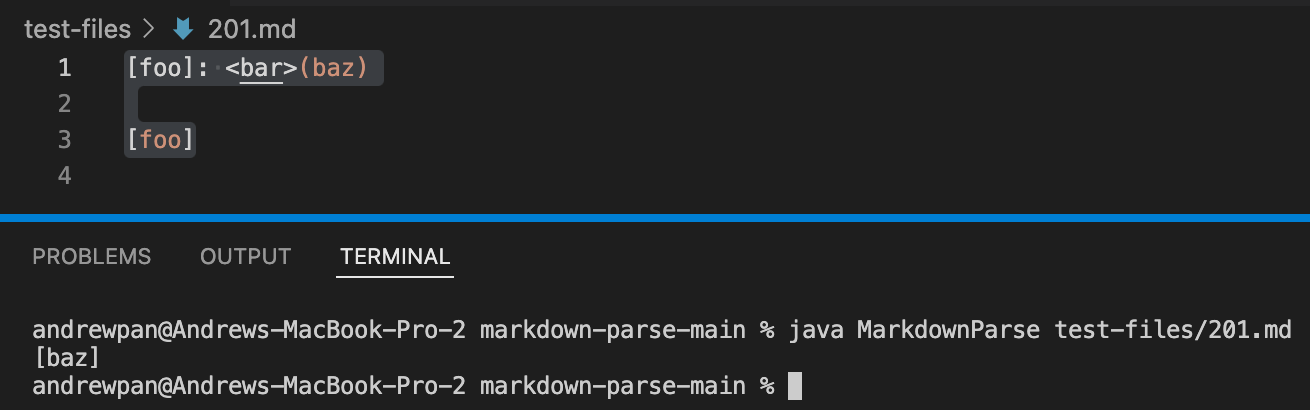 test-files > 201.md
1 [foo]: <bar>(baz)
2
3 [foo]
4
PROBLEMS OUTPUT TERMINAL
andrewpan@Andrews-MacBook-Pro-2 markdown-parse-main % java MarkdownParse test-files/201.md
[baz]
andrewpan@Andrews-MacBook-Pro-2 markdown-parse-main %